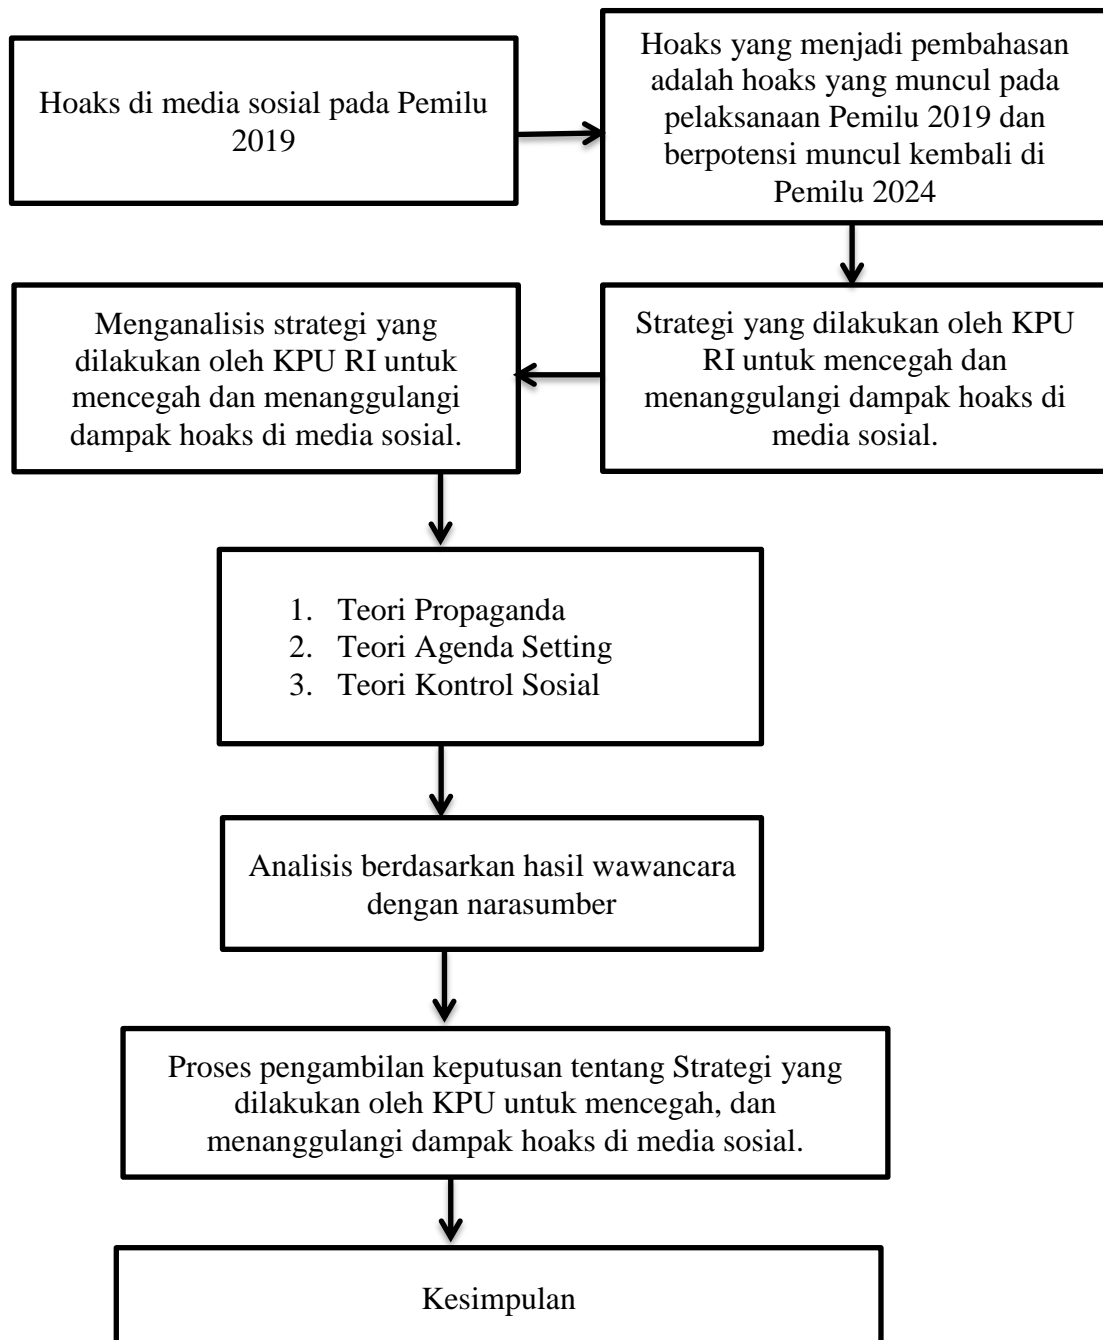 Hoaks di media sosial pada Pemilu
2019
Hoaks yang menjadi pembahasan
adalah hoaks yang muncul pada
pelaksanaan Pemilu 2019 dan
berpotensi muncul kembali di
Pemilu 2024
Strategi yang dilakukan oleh KPU
RI untuk mencegah dan
menanggulangi dampak hoaks di
media sosial.
Menganalisis strategi yang
dilakukan oleh KPU RI untuk
mencegah dan menanggulangi
dampak hoaks di media sosial.
1. Teori Propaganda
2. Teori Agenda Setting
3. Teori Kontrol Sosial
Analisis berdasarkan hasil wawancara
dengan narasumber
Proses pengambilan keputusan tentang Strategi yang
dilakukan oleh KPU untuk mencegah, dan
menanggulangi dampak hoaks di media sosial.
Kesimpulan